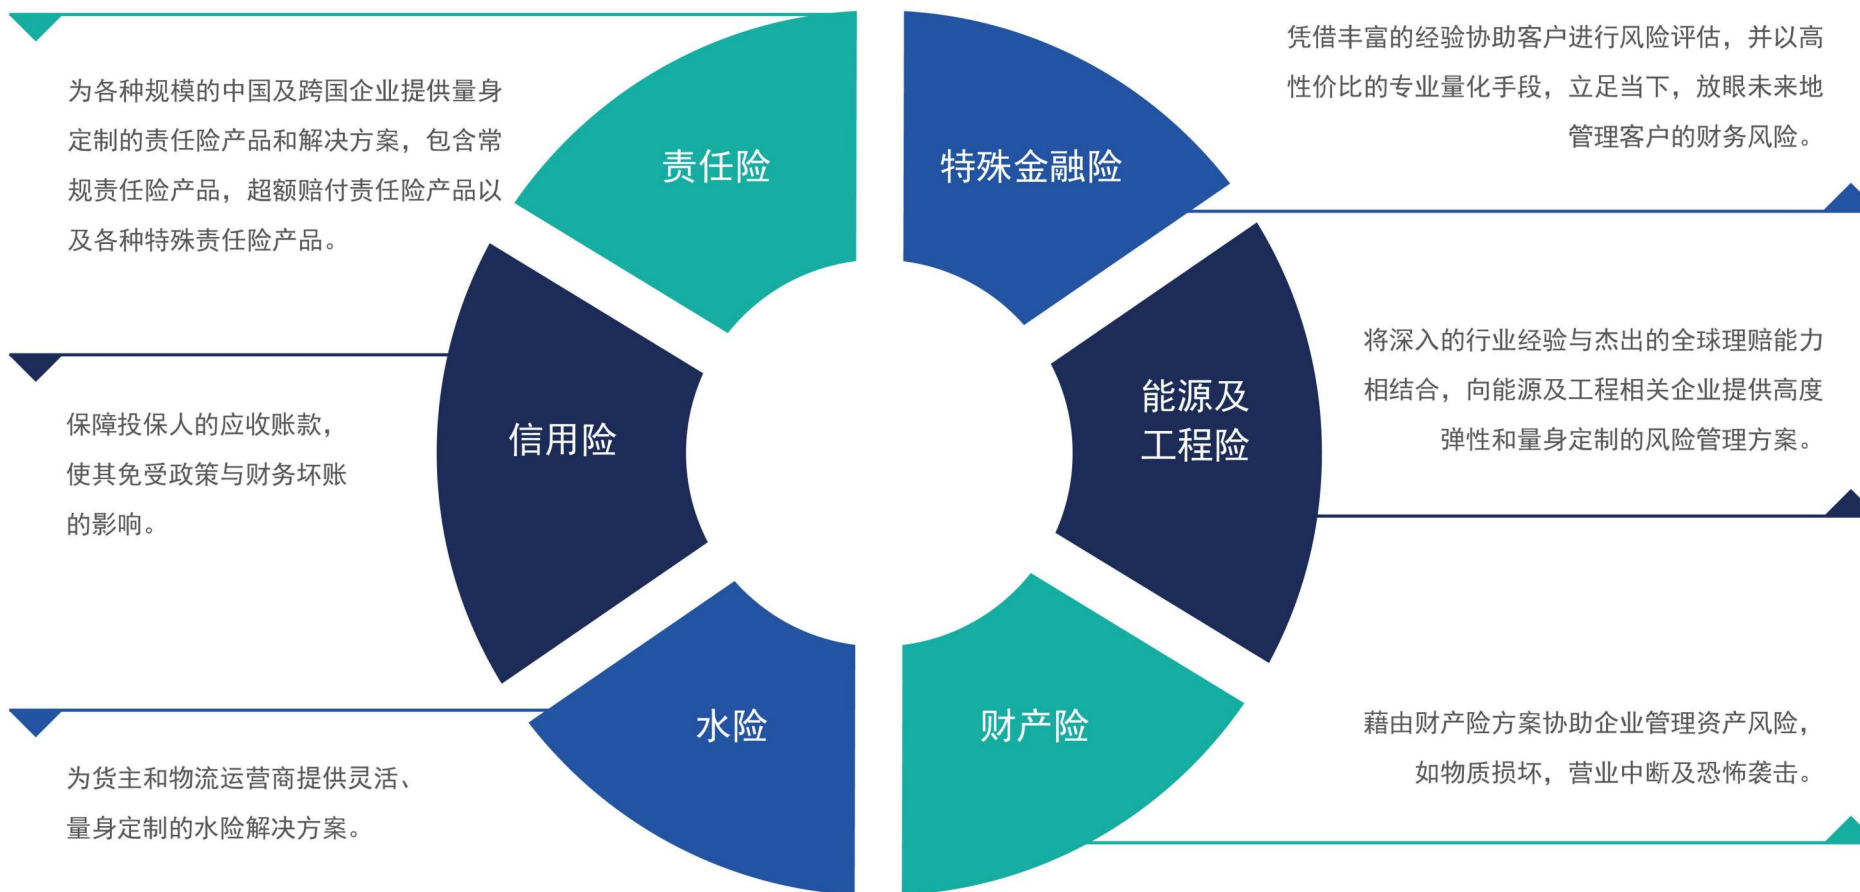 为各种规模的中国及跨国企业提供量身
定制的责任险产品和解决方案，包含常
规责任险产品，超额赔付责任险产品以
及各种特殊责任险产品。
责任险
特殊金融险
凭借丰富的经验协助客户进行风险评估，并以高
性价比的专业量化手段，立足当下，放眼未来地
管理客户的财务风险。
保障投保人的应收账款，
使其免受政策与财务坏账
的影响。
信用险
能源及
工程险
将深入的行业经验与杰出的全球理赔能力
相结合，向能源及工程相关企业提供高度
弹性和量身定制的风险管理方案。
为货主和物流运营商提供灵活、
量身定制的水险解决方案。
水险
财产险
藉由财产险方案协助企业管理资产风险，
如物质损坏，营业中断及恐怖袭击。